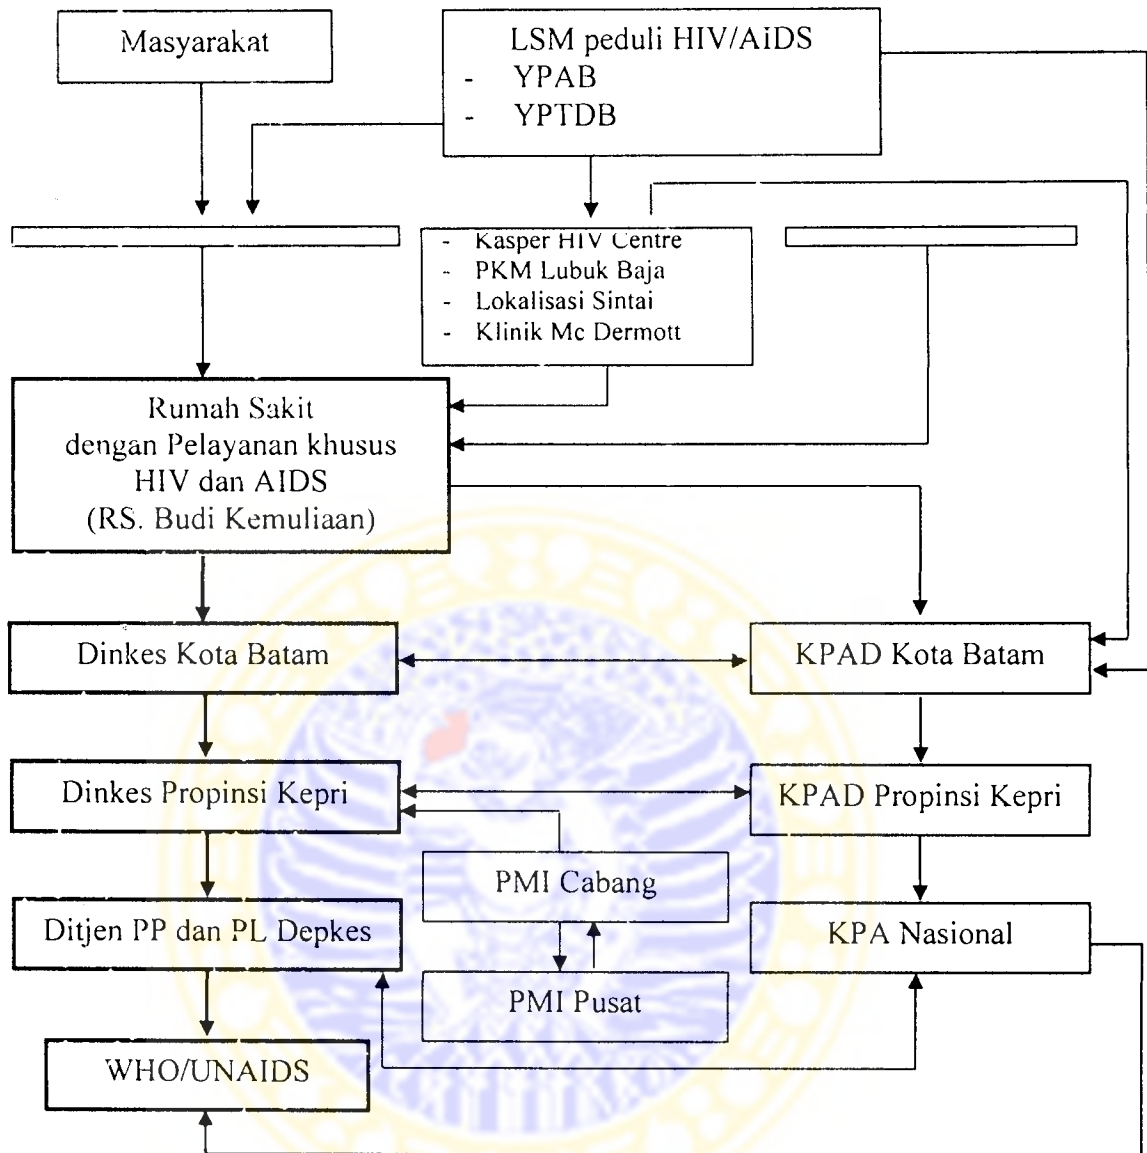 Masyarakat
LSM peduli HIV/AiDS
- YPAB
- YPTDB
- Kasper HIV Centre
- PKM Lubuk Baja
- Lokalisasi Sintai
- Klinik Mc Dermott
Rumah Sakit
dengan Pelayanan khusus
HIV dan AIDS
(RS. Budi Kemuliaan)
Dinkes Kota Batam
KPAD Kota Batam
Dinkes Propinsi Kepri
KPAD Propinsi Kepri
PMI Cabang
Ditjen PP dan PL Depkes
KPA Nasional
PMI Pusat
WHO/UNAIDS